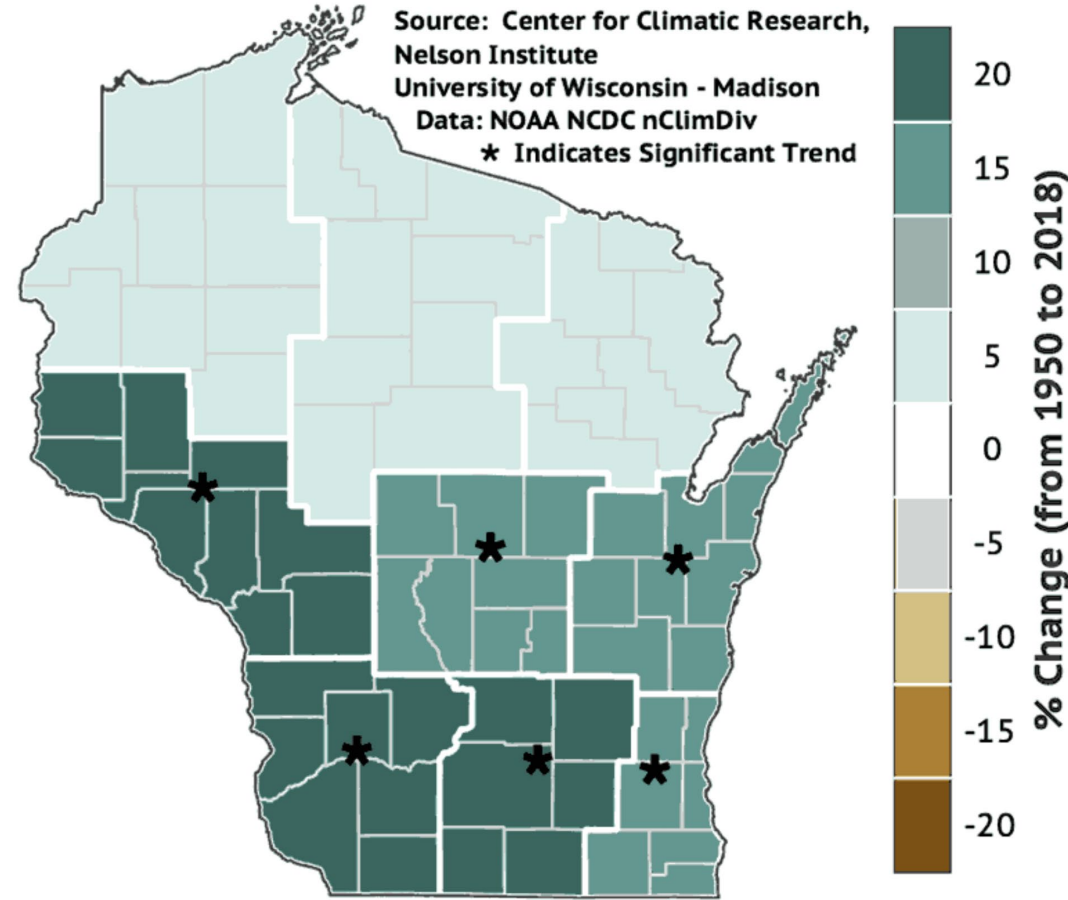 Source: Center for Climatic Research,
Nelson Institute
University of Wisconsin - Madison
Data: NOAA NCDC nClimDiv
* Indicates Significant Trend
20
15
10
5
0
-5
-10
-15
-20
% Change (from 1950 to 2018)